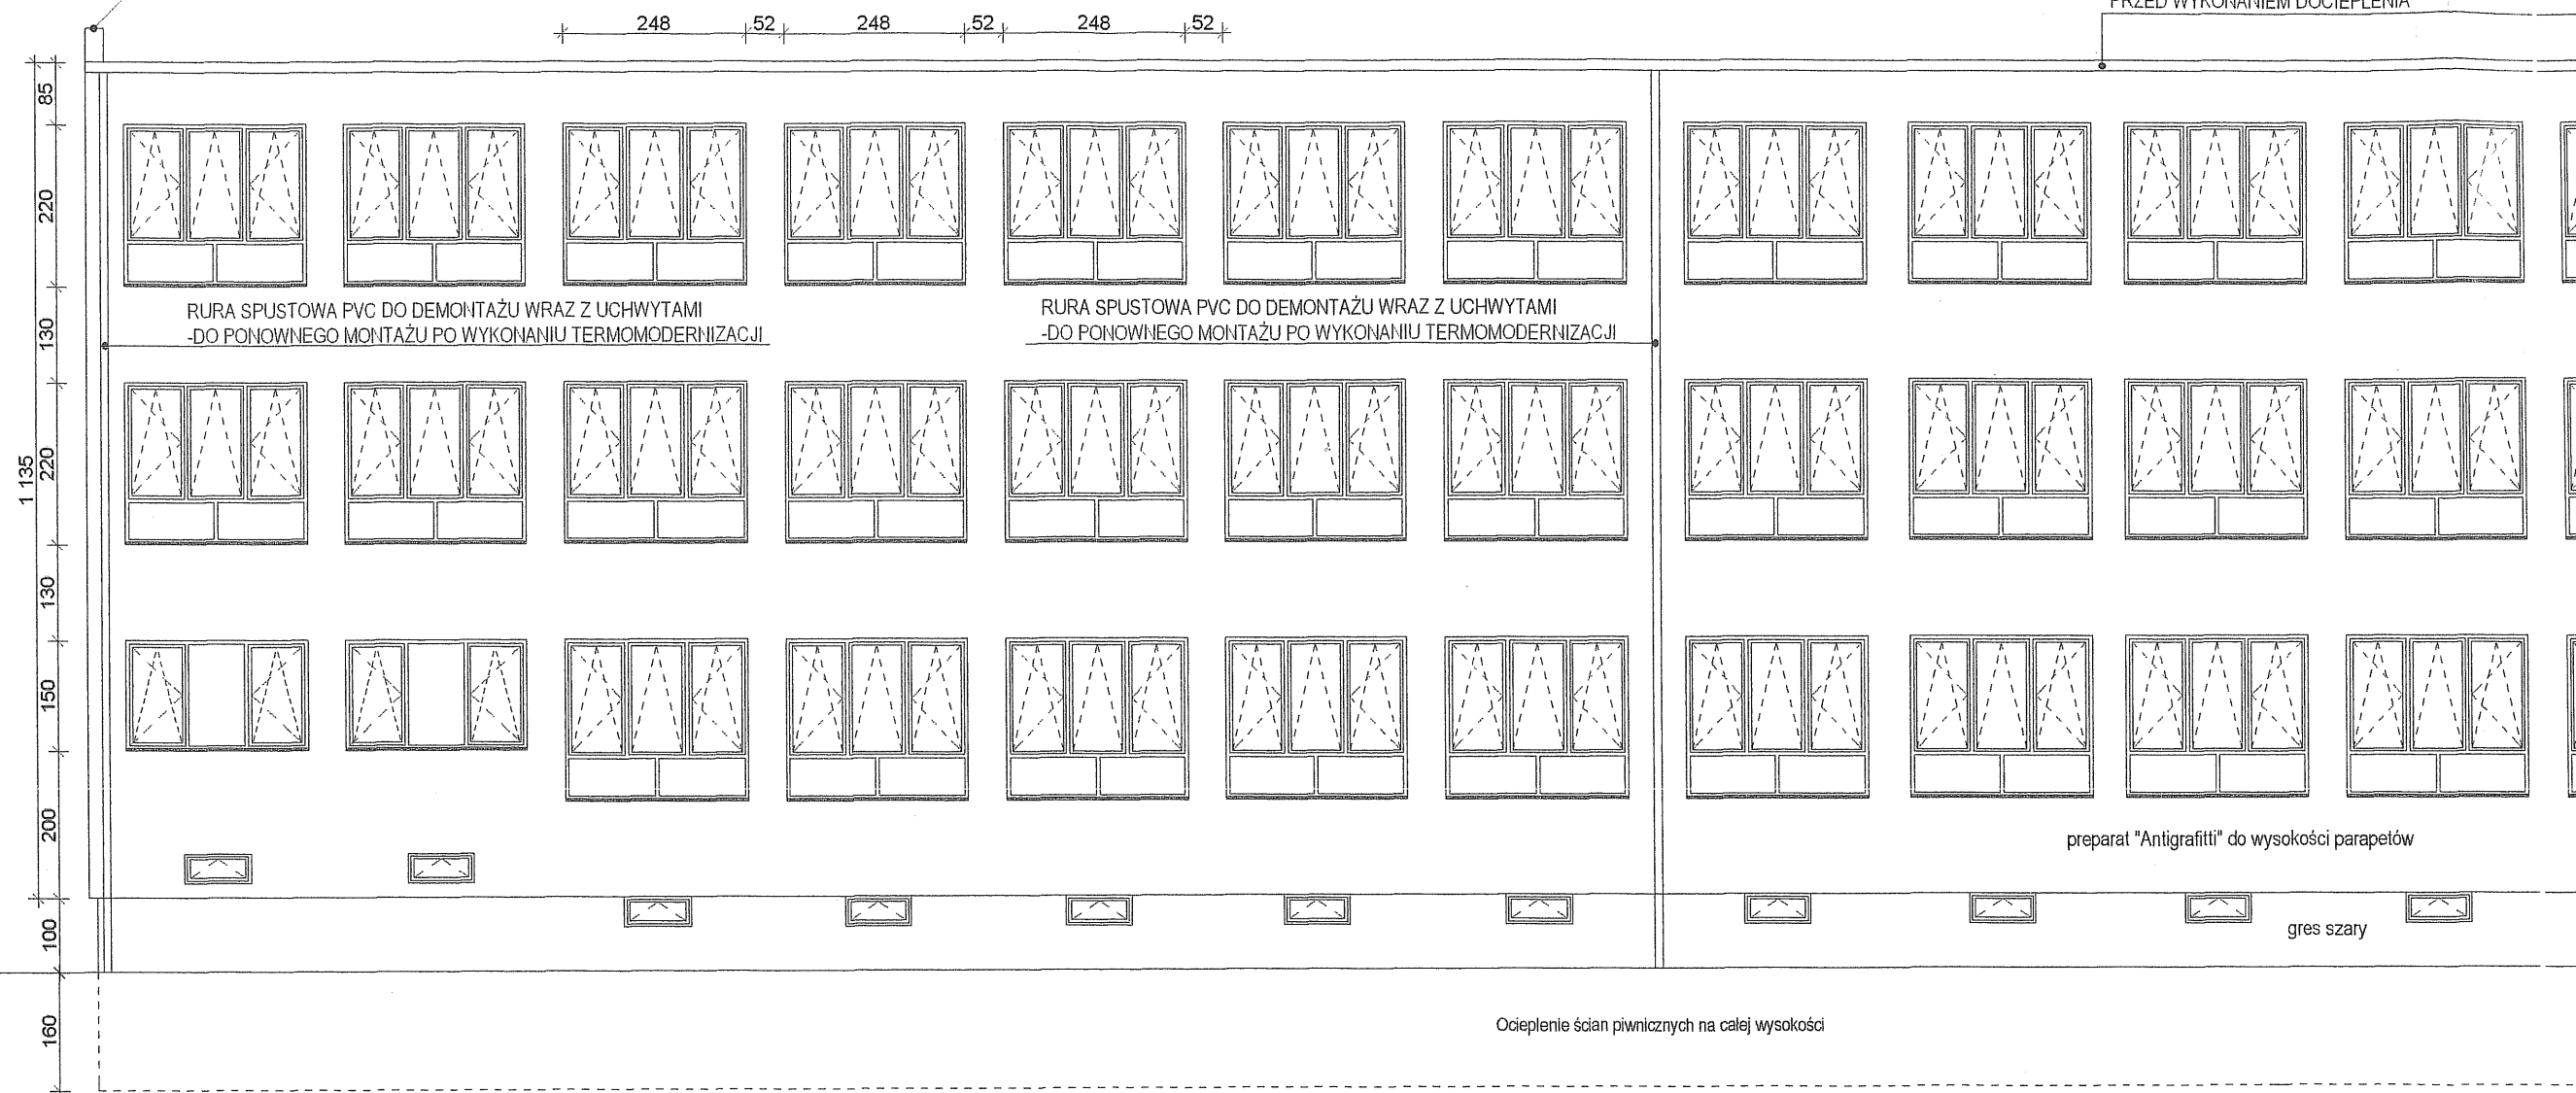 PRZED WYKONANIEM DOCIEPLENIA
248 52 248 52 248 52
85
220
130
RURA SPUSTOWA PVC DO DEMONTAŻU WRAZ Z UCHWYTAMI
-DO PONOWNEGO MONTAŻU PO WYKONANIU TERMOMODERNIZACJI
RURA SPUSTOWA PVC DO DEMONTAŻU WRAZ Z UCHWYTAMI
-DO PONOWNEGO MONTAŻU PO WYKONANIU TERMOMODERNIZACJI
1 135
220
130
150
200
preparat "Antigrafitti" do wysokości parapetów
100
gres szary
160
Ocieplenie ścian piwnicznych na całej wysokości